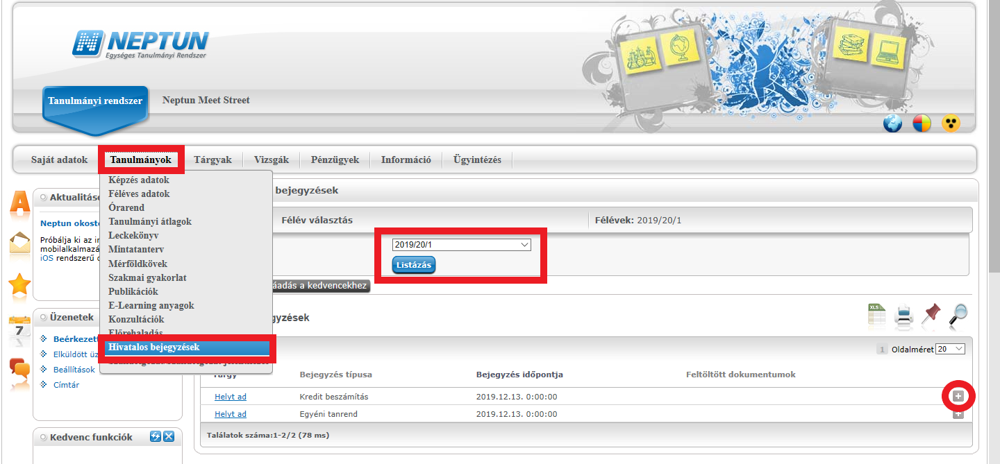 NEPTUN
Egységes Tanulmányi Rendszer
Tanulmányi rendszer
Neptun Meet Street
Saját adatok
Tanulmányok
Tárgyak
Vizsgák
Pénzügyek
Információ
Ügyintézés
Képzés adatok
Féléves adatok
Órarend
Tanulmányi átlagok
Leckekönyv
Mintatanterv
Mérföldkövek
Szakmai gyakorlat
Publikációk
E-Learning anyagok
Konzultációk
Előrehaladás
Hivatalos bejegyzések
Neptun
Próbálja ki az
mobilalkalmazá
iOS rendszerű
7
Üzenetek
Beérkezett
Elküldött üz
Beállítások
Címtár
Kedvenc funkciók
bejegyzések
Félév választás
Félévek: 2019/20/1
2019/20/1
Listázás
áadás a kedvencekhez
gyzések
XLS
1
Oldalméret 20
Tárgy
Bejegyzés típusa
Bejegyzés időpontja
Feltöltött dokumentumok
Helyt ad
Kredit beszámítás
2019.12.13. 0:00:00
Helyt ad
Egyéni tanrend
2019.12.13. 0:00:00
Találatok száma:1-2/2 (78 ms)